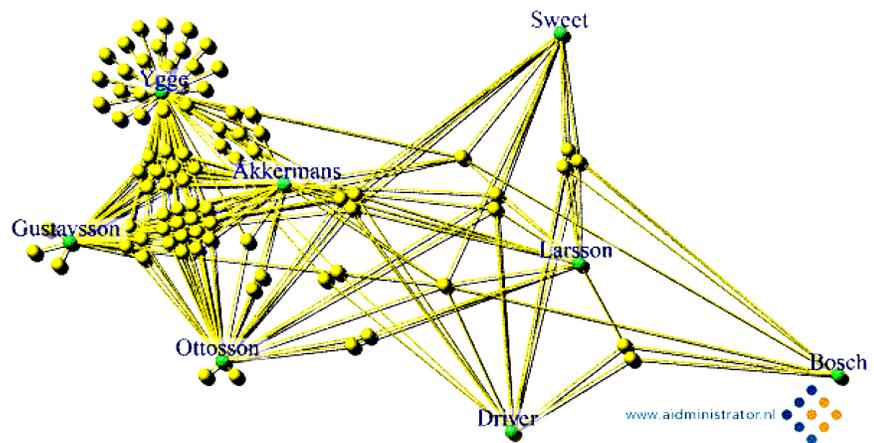 Sweet
Ygge
Akkermans
Gustavsson
Larsson
Ottosson
Bosch
Driver
www.aidministrator.nl